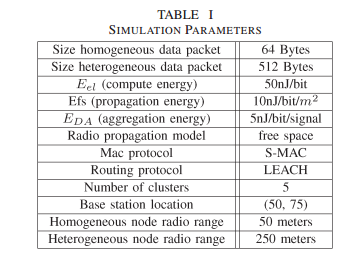 TABLE I
SIMULATION PARAMETERS
Size homogeneous data packet 64 Bytes
Size heterogeneous data packet 512 Bytes
E_{el} (compute energy) 50nJ/bit
Efs (propagation energy) 10nJ/bit/m^2
E_{DA} (aggregation energy) 5nJ/bit/signal
Radio propagation model free space
Mac protocol S-MAC
Routing protocol LEACH
Number of clusters 5
Base station location (50, 75)
Homogeneous node radio range 50 meters
Heterogeneous node radio range 250 meters